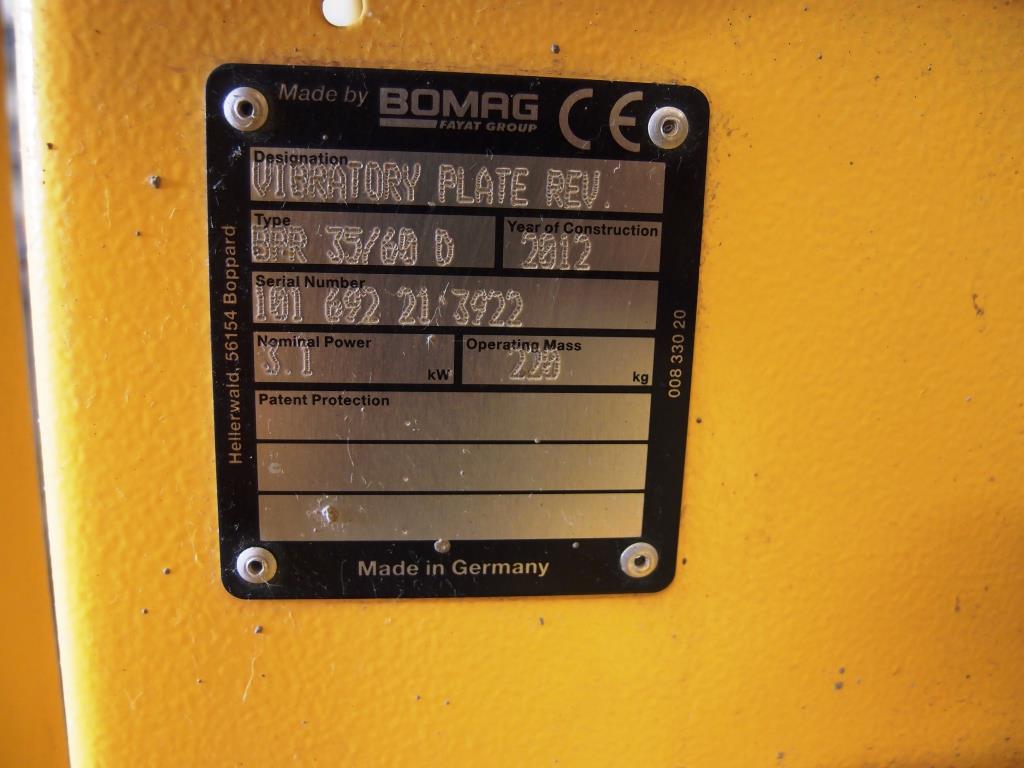 Made by BOMAG CE
FAYAT GROUP
Designation
VIBRATORY PLATE REV.
Type
BPR 35/60 D
Year of Construction
2012
Serial Number
101 692 21 3922
Nominal Power
3.1 kW
Operating Mass
220 kg
Patent Protection
Made in Germany
Hellerwald, 56154 Boppard
008 330 20